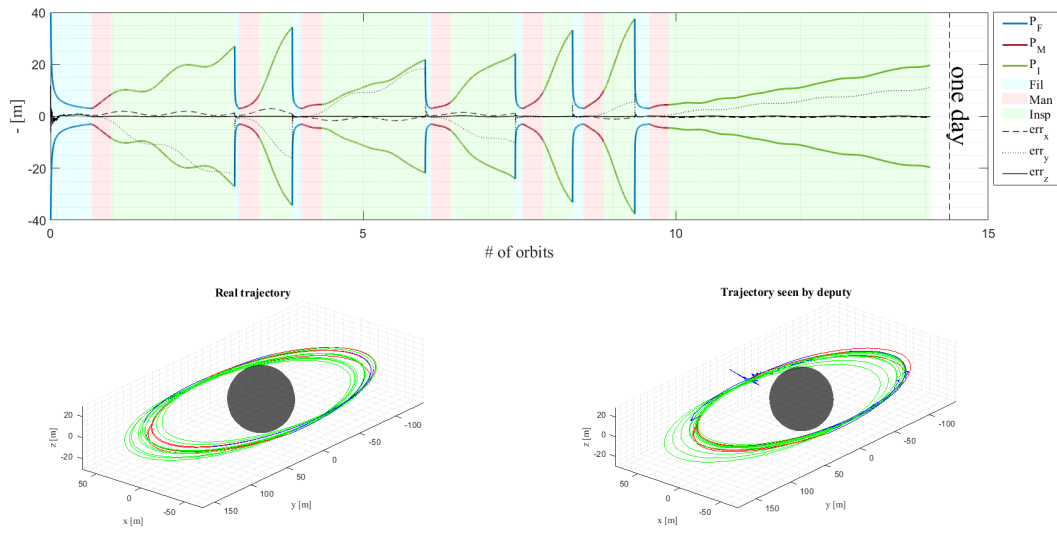 40
20
0
-20
-40
- [m]
0
5
10
15
# of orbits
one day
P_F
P_M
P_I
Fil
Man
Insp
err_x
err_y
err_z
Real trajectory
20
0
-20
z [m]
50
0
-50
x [m]
150
100
50
0
-50
-100
y [m]
Trajectory seen by deputy
20
0
-20
z [m]
50
0
-50
x [m]
150
100
50
0
-50
-100
y [m]